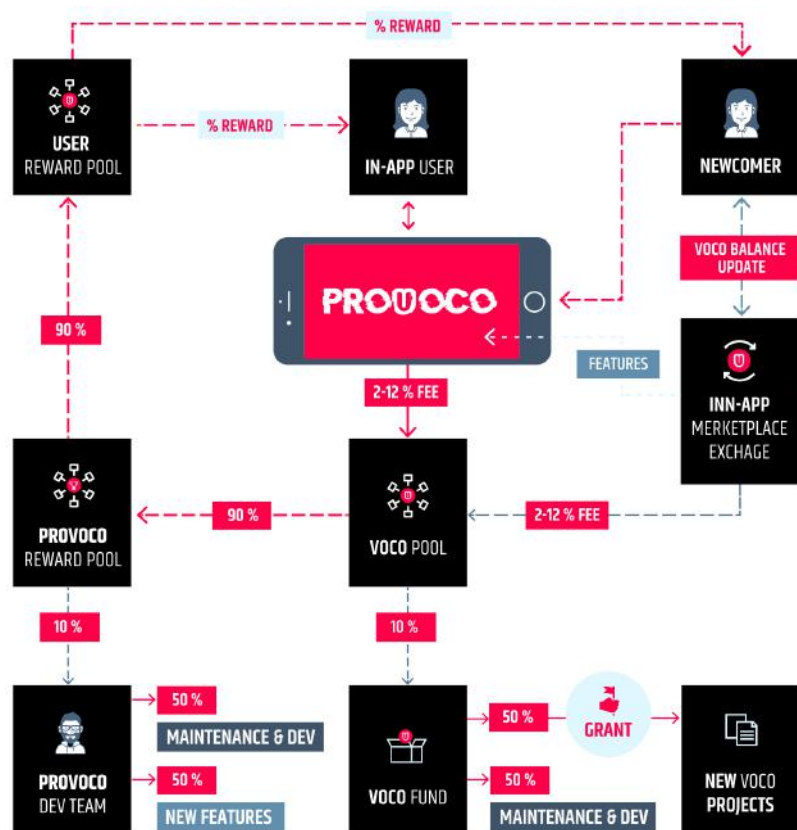 % REWARD
USER
REWARD POOL
% REWARD
IN-APP USER
NEWCOMER
VOCO BALANCE
UPDATE
PROVOCO
90 %
FEATURES
2-12 % FEE
INN-APP
MERKETPLACE
EXCHAGE
PROVOCO
REWARD POOL
90 %
VOCO POOL
2-12 % FEE
10 %
10 %
PROVOCO
DEV TEAM
50 %
MAINTENANCE & DEV
50 %
NEW FEATURES
VOCO FUND
50 %
GRANT
50 %
MAINTENANCE & DEV
NEW VOCO
PROJECTS